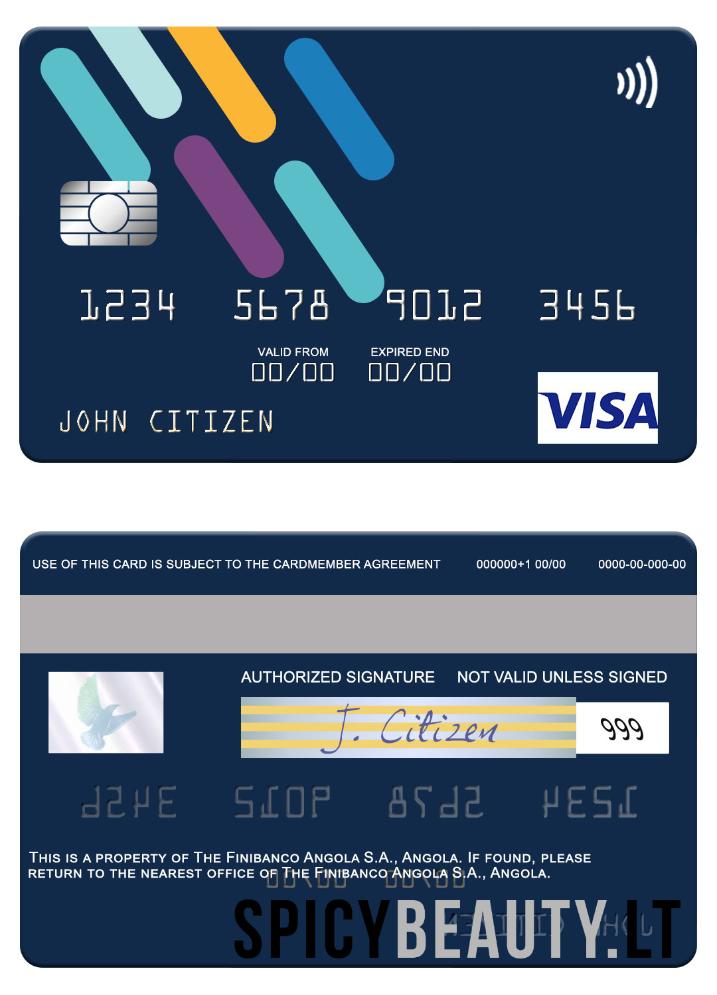 1234 5678 9012 3456
VALID FROM EXPIRED END
00/00 00/00
JOHN CITIZEN
VISA
USE OF THIS CARD IS SUBJECT TO THE CARDMEMBER AGREEMENT 000000+1 00/00 0000-00-000-00
AUTHORIZED SIGNATURE NOT VALID UNLESS SIGNED
J. Citizen 999
THIS IS A PROPERTY OF THE FINIBANCO ANGOLA S.A., ANGOLA. IF FOUND, PLEASE
RETURN TO THE NEAREST OFFICE OF THE FINIBANCO ANGOLA S.A., ANGOLA.
SPICYBEAUTY.LT